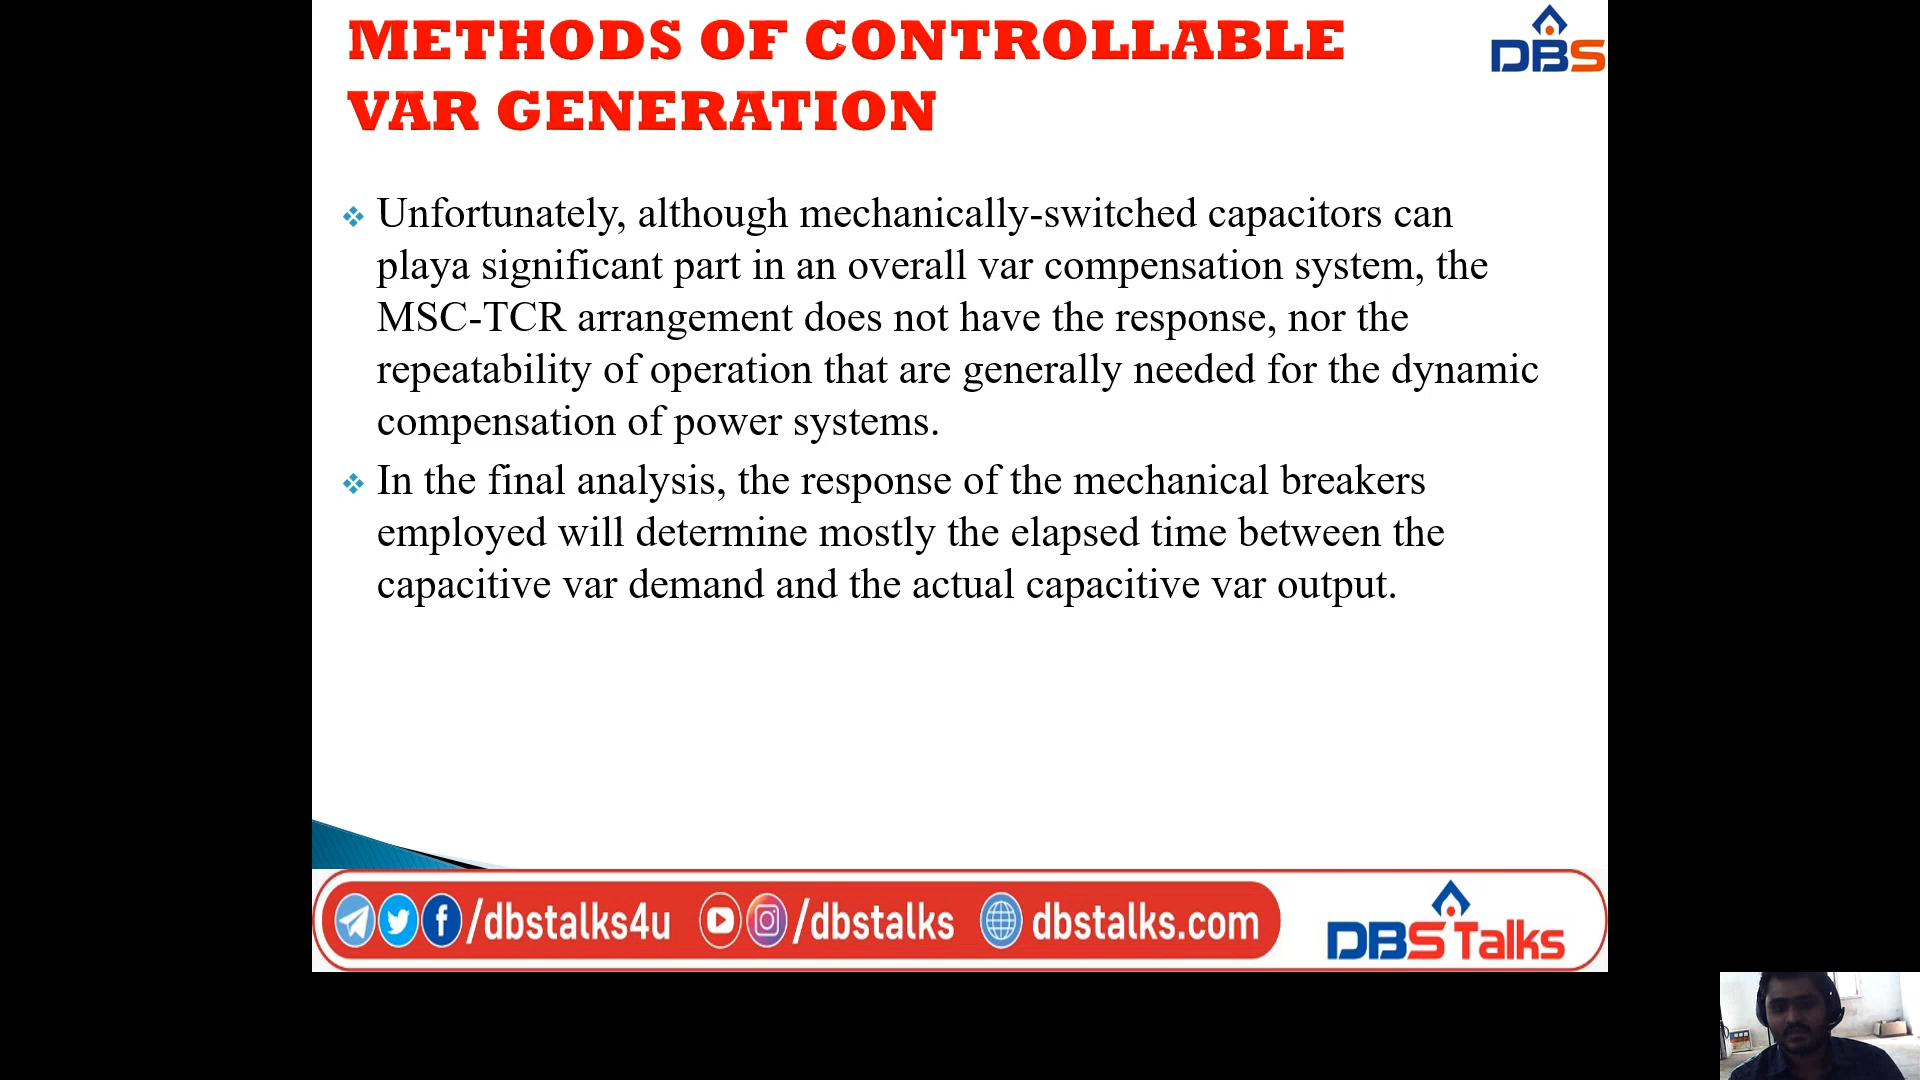 METHODS OF CONTROLLABLE
VAR GENERATION
DBS
Unfortunately, although mechanically-switched capacitors can
playa significant part in an overall var compensation system, the
MSC-TCR arrangement does not have the response, nor the
repeatability of operation that are generally needed for the dynamic
compensation of power systems.
In the final analysis, the response of the mechanical breakers
employed will determine mostly the elapsed time between the
capacitive var demand and the actual capacitive var output.
/dbstalks4u /dbstalks dbstalks.com
DBS Talks